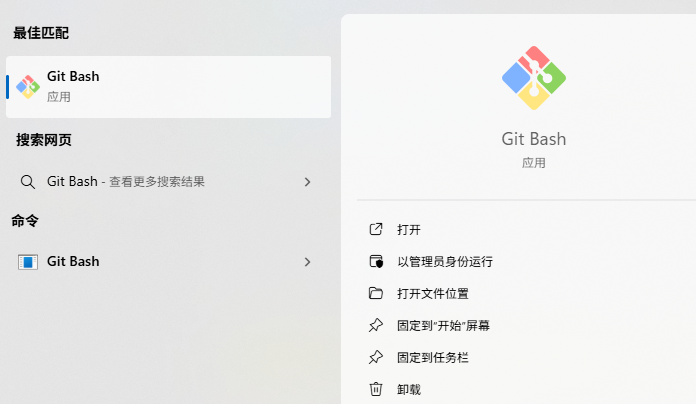 最佳匹配
Git Bash
应用
搜索网页
Git Bash - 查看更多搜索结果
命令
Git Bash
Git Bash
应用
打开
以管理员身份运行
打开文件位置
固定到"开始"屏幕
固定到任务栏
卸载